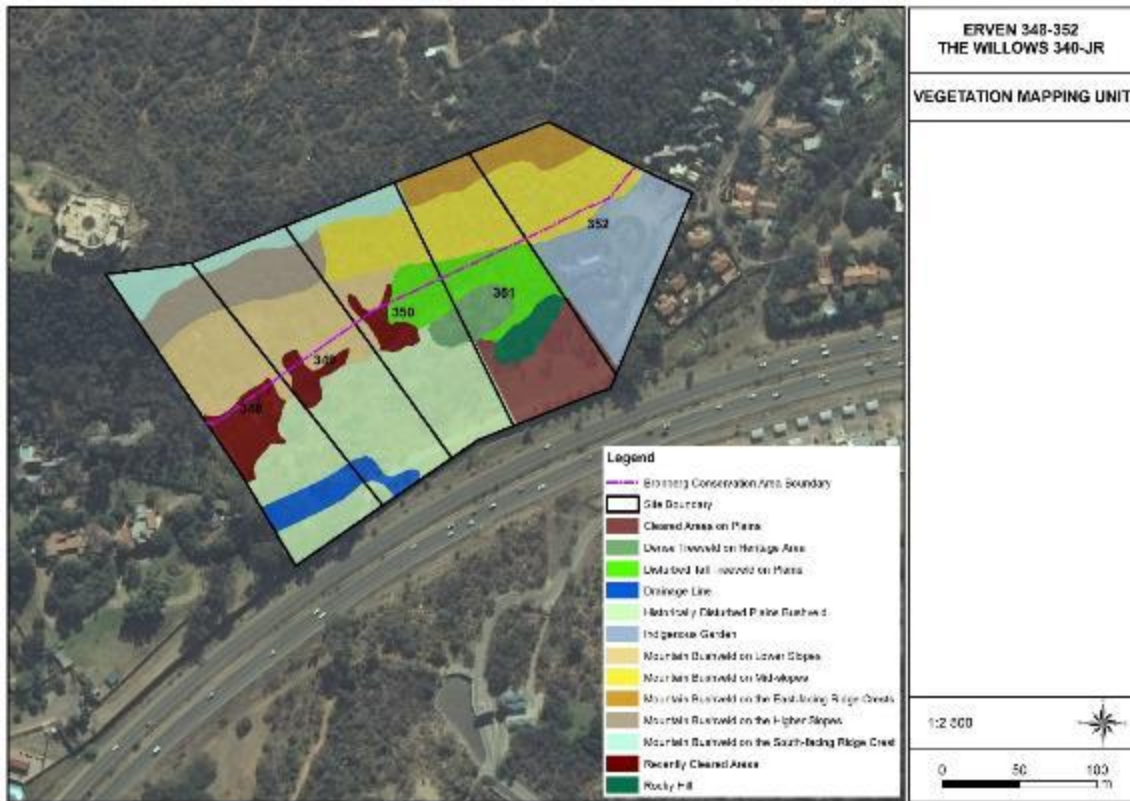 ERVEN 348-352
THE WILLOWS 340-JR
VEGETATION MAPPING UNIT
352
351
350
349
348
Legend
Bronberg Conservation Area Boundary
Site Boundary
Cleared Areas on Plains
Dense Treeveld on Heritage Area
Disturbed Tall Treeveld on Plains
Drainage Line
Historically Disturbed Plains Bushveld
Indigenous Garden
Mountain Bushveld on Lower Slopes
Mountain Bushveld on Mid-slopes
Mountain Bushveld on the East-facing Ridge Crests
Mountain Bushveld on the Higher Slopes
Mountain Bushveld on the South-facing Ridge Crest
Recently Cleared Areas
Rocky Hill
0 50 100
m